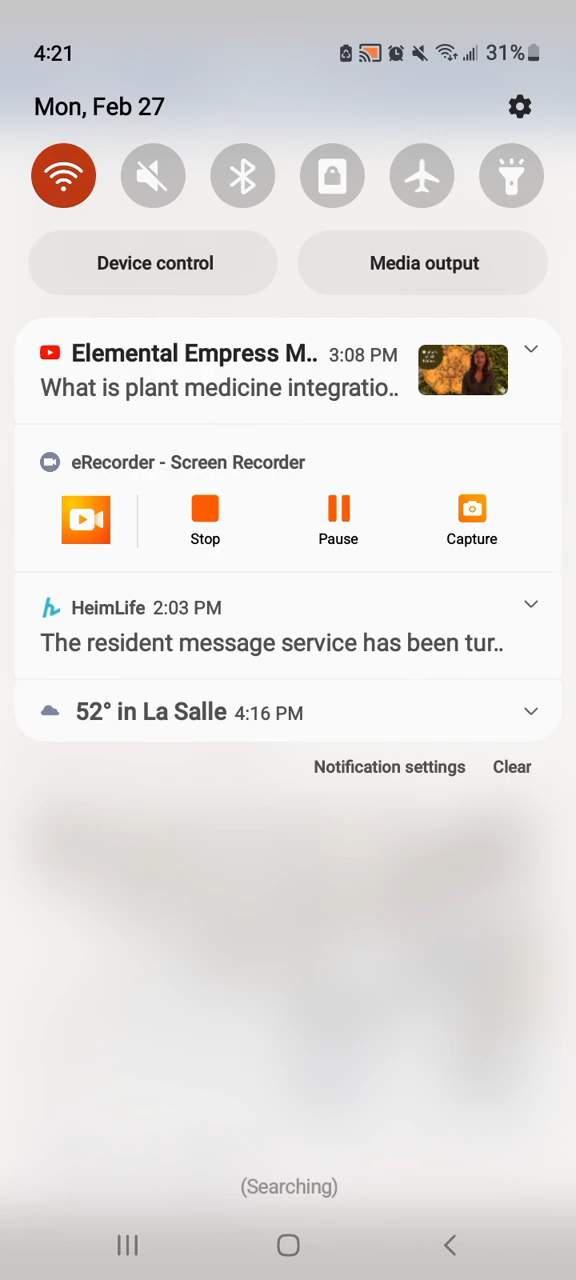 4:21 31%
Mon, Feb 27
Device control Media output
Elemental Empress M.. 3:08 PM
What is plant medicine integratio..
eRecorder - Screen Recorder
Stop Pause Capture
HeimLife 2:03 PM
The resident message service has been tur..
52° in La Salle 4:16 PM
Notification settings Clear
(Searching)